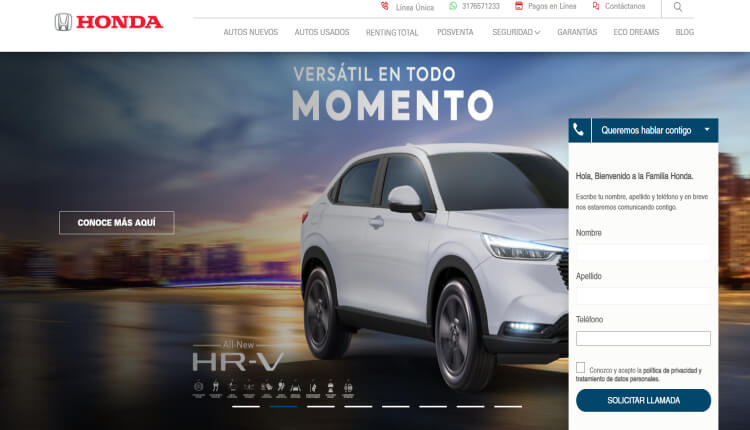 HONDA
Línea Única
3176571233
Pagos en Línea
Contáctanos
AUTOS NUEVOS
AUTOS USADOS
RENTING TOTAL
POSVENTA
SEGURIDAD
GARANTÍAS
ECO DREAMS
BLOG
VERSÁTIL EN TODO
MOMENTO
CONOCE MÁS AQUÍ
All-New
HR-V
Queremos hablar contigo
Hola, Bienvenido a la Familia Honda.
Escribe tu nombre, apellido y teléfono y en breve
nos estaremos comunicando contigo.
Nombre
Apellido
Teléfono
Conozco y acepto la política de privacidad y
tratamiento de datos personales.
SOLICITAR LLAMADA